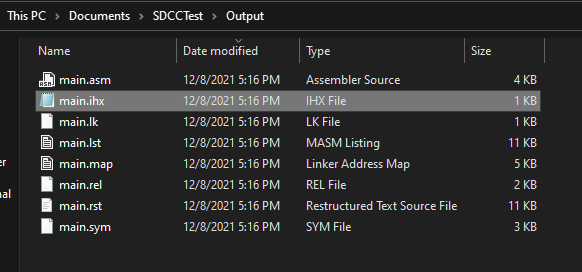 This PC > Documents > SDCCTest > Output
Name Date modified Type Size
main.asm 12/8/2021 5:16 PM Assembler Source 4 KB
main.ihx 12/8/2021 5:16 PM IHX File 1 KB
main.lk 12/8/2021 5:16 PM LK File 1 KB
main.lst 12/8/2021 5:16 PM MASM Listing 11 KB
main.map 12/8/2021 5:16 PM Linker Address Map 5 KB
er
main.rel 12/8/2021 5:16 PM REL File 2 KB
nal
main.rst 12/8/2021 5:16 PM Restructured Text Source File 11 KB
main.sym 12/8/2021 5:16 PM SYM File 3 KB